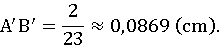 A′B′ = 2/23 ≈ 0,0869 (cm).